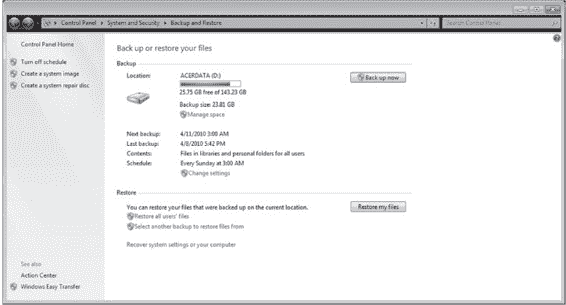 Control Panel ▸ System and Security ▸ Backup and Restore
Search Control Panel
Control Panel Home
Turn off schedule
Create a system image
Create a system repair disc
Back up or restore your files
Backup
Location: ACERDATA (D:)
Back up now
25.75 GB free of 143.23 GB
Backup size: 23.81 GB
Manage space
Next backup: 4/11/2010 3:00 AM
Last backup: 4/8/2010 5:42 PM
Contents: Files in libraries and personal folders for all users
Schedule: Every Sunday at 3:00 AM
Change settings
Restore
You can restore your files that were backed up on the current location.
Restore my files
Restore all users' files
Select another backup to restore files from
Recover system settings or your computer
See also
Action Center
Windows Easy Transfer